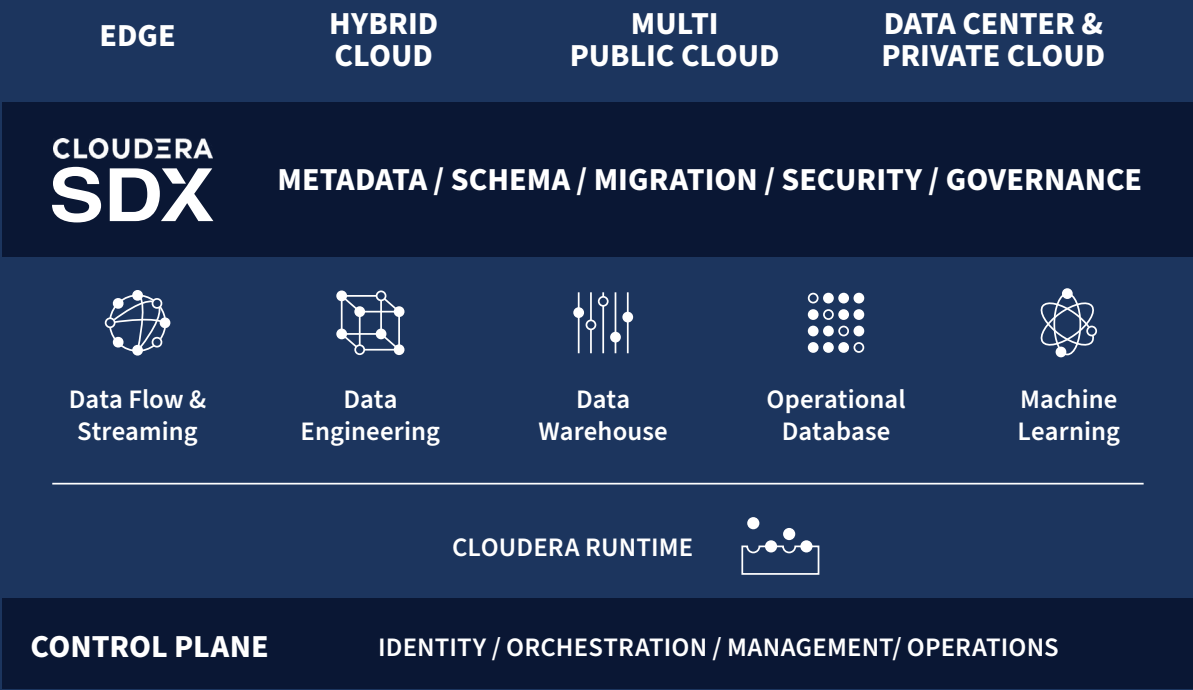 EDGE
HYBRID
CLOUD
MULTI
PUBLIC CLOUD
DATA CENTER &
PRIVATE CLOUD
CLOUDERA
SDX
METADATA / SCHEMA / MIGRATION / SECURITY / GOVERNANCE
Data Flow &
Streaming
Data
Engineering
Data
Warehouse
Operational
Database
Machine
Learning
CLOUDERA RUNTIME
CONTROL PLANE
IDENTITY / ORCHESTRATION / MANAGEMENT/ OPERATIONS